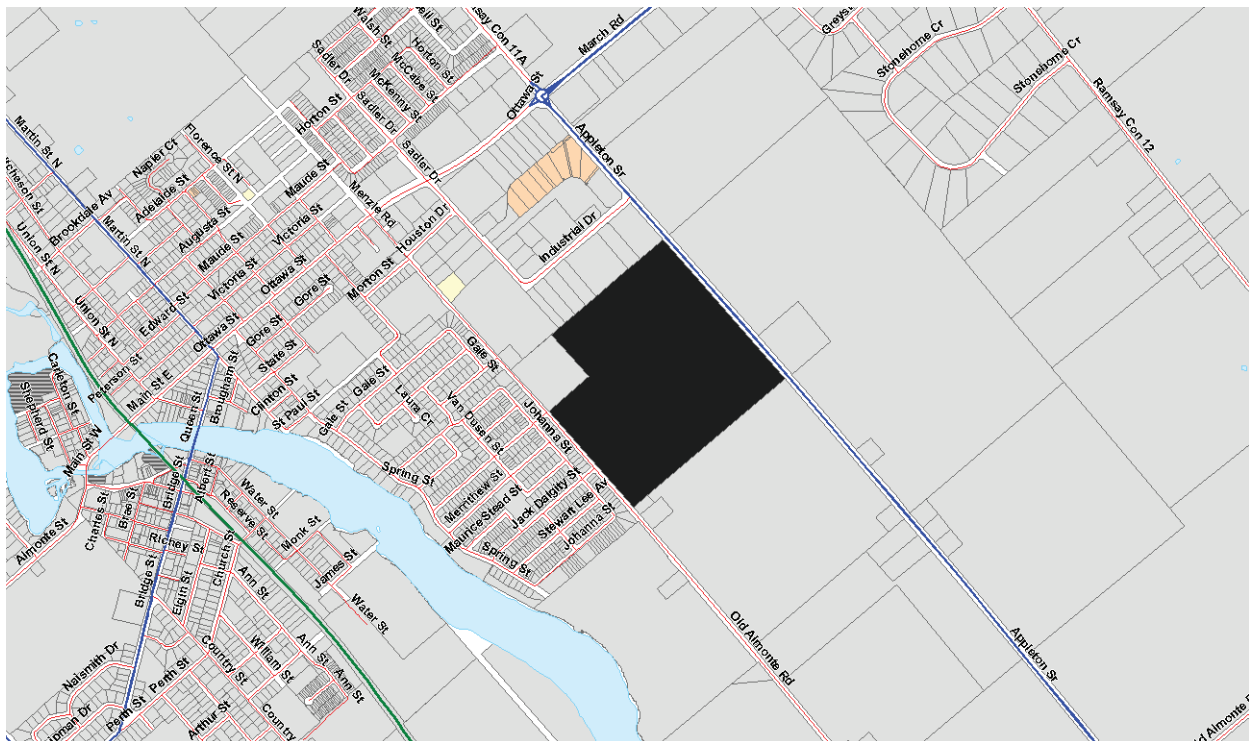 Walsh St
Horton St
McCabe St
McKenny St
Sadler Dr
Sadler Dr
Horton St
Sadler Dr
Ottawa St
March Rd
Appleton Sr
Stonehome Cr
Stonehome Cr
Ramsay Con 12
Martin St N
Napier Ct
Florence St N
Adelaide St
Maude St
Menzie Rd
Houston Dr
Industrial Dr
Brookdale Av
Martin St N
Augusta St
Maude St
Victoria St
Union St N
Victoria St
Ottawa St
Morton St
Edward St
Gore St
Union St N
Ottawa St
Gore St
State St
Peterson St
Main St E
Carleton St
Shepherd St
Main St W
Queen St
Brougham St
Clinton St
St Paul St
Gale St
Gale St
Gale St
Laura Cr
Van Dusen St
Johanna St
Spring St
Merrithew St
Maurice-Stead St
Jack Dalgity St
Stewart Lee Av
Johanna St
Spring St
Almonte St
Charles St
Brae St
Bridge St
Albert St
Water St
Reserve St
Monk St
Richey St
Church St
James St
Bridge St
Elgin St
Ann St
Water St
Old Almonte Rd
Appleton Sr
Naismith Dr
Perth St
Country St
William St
Ann St
Ann St
Perth St
Arthur St
Country